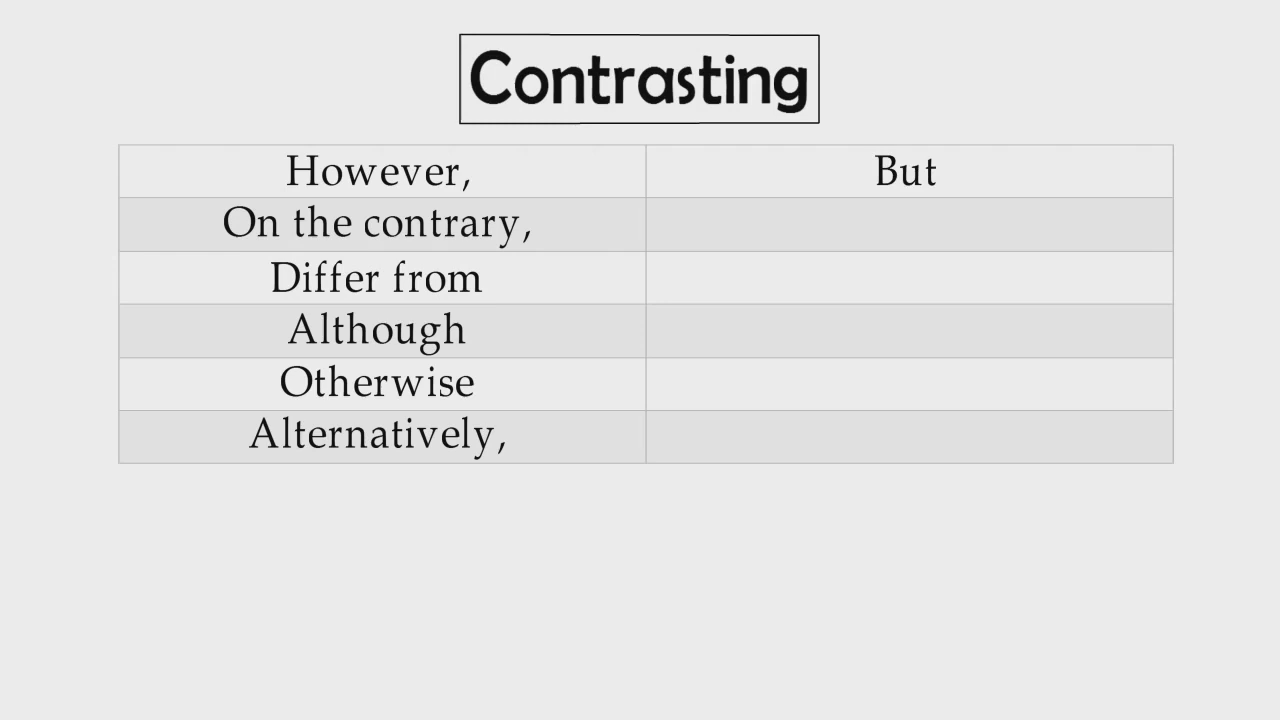 Contrasting
However, But
On the contrary,
Differ from
Although
Otherwise
Alternatively,